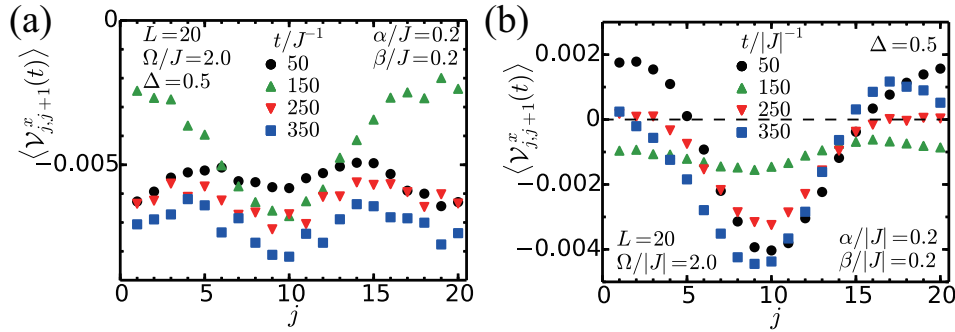 (a)
⟨𝒱ˣ_{j,j+1}(t)⟩
0
−0.005
L=20
Ω/J=2.0
Δ=0.5
t/J⁻¹
50
150
250
350
α/J=0.2
β/J=0.2
0 5 10 15 20
j
(b)
⟨𝒱ˣ_{j,j+1}(t)⟩
0.002
0
−0.002
−0.004
t/|J|⁻¹
50
150
250
350
Δ=0.5
L=20
Ω/|J|=2.0
α/|J|=0.2
β/|J|=0.2
0 5 10 15 20
j